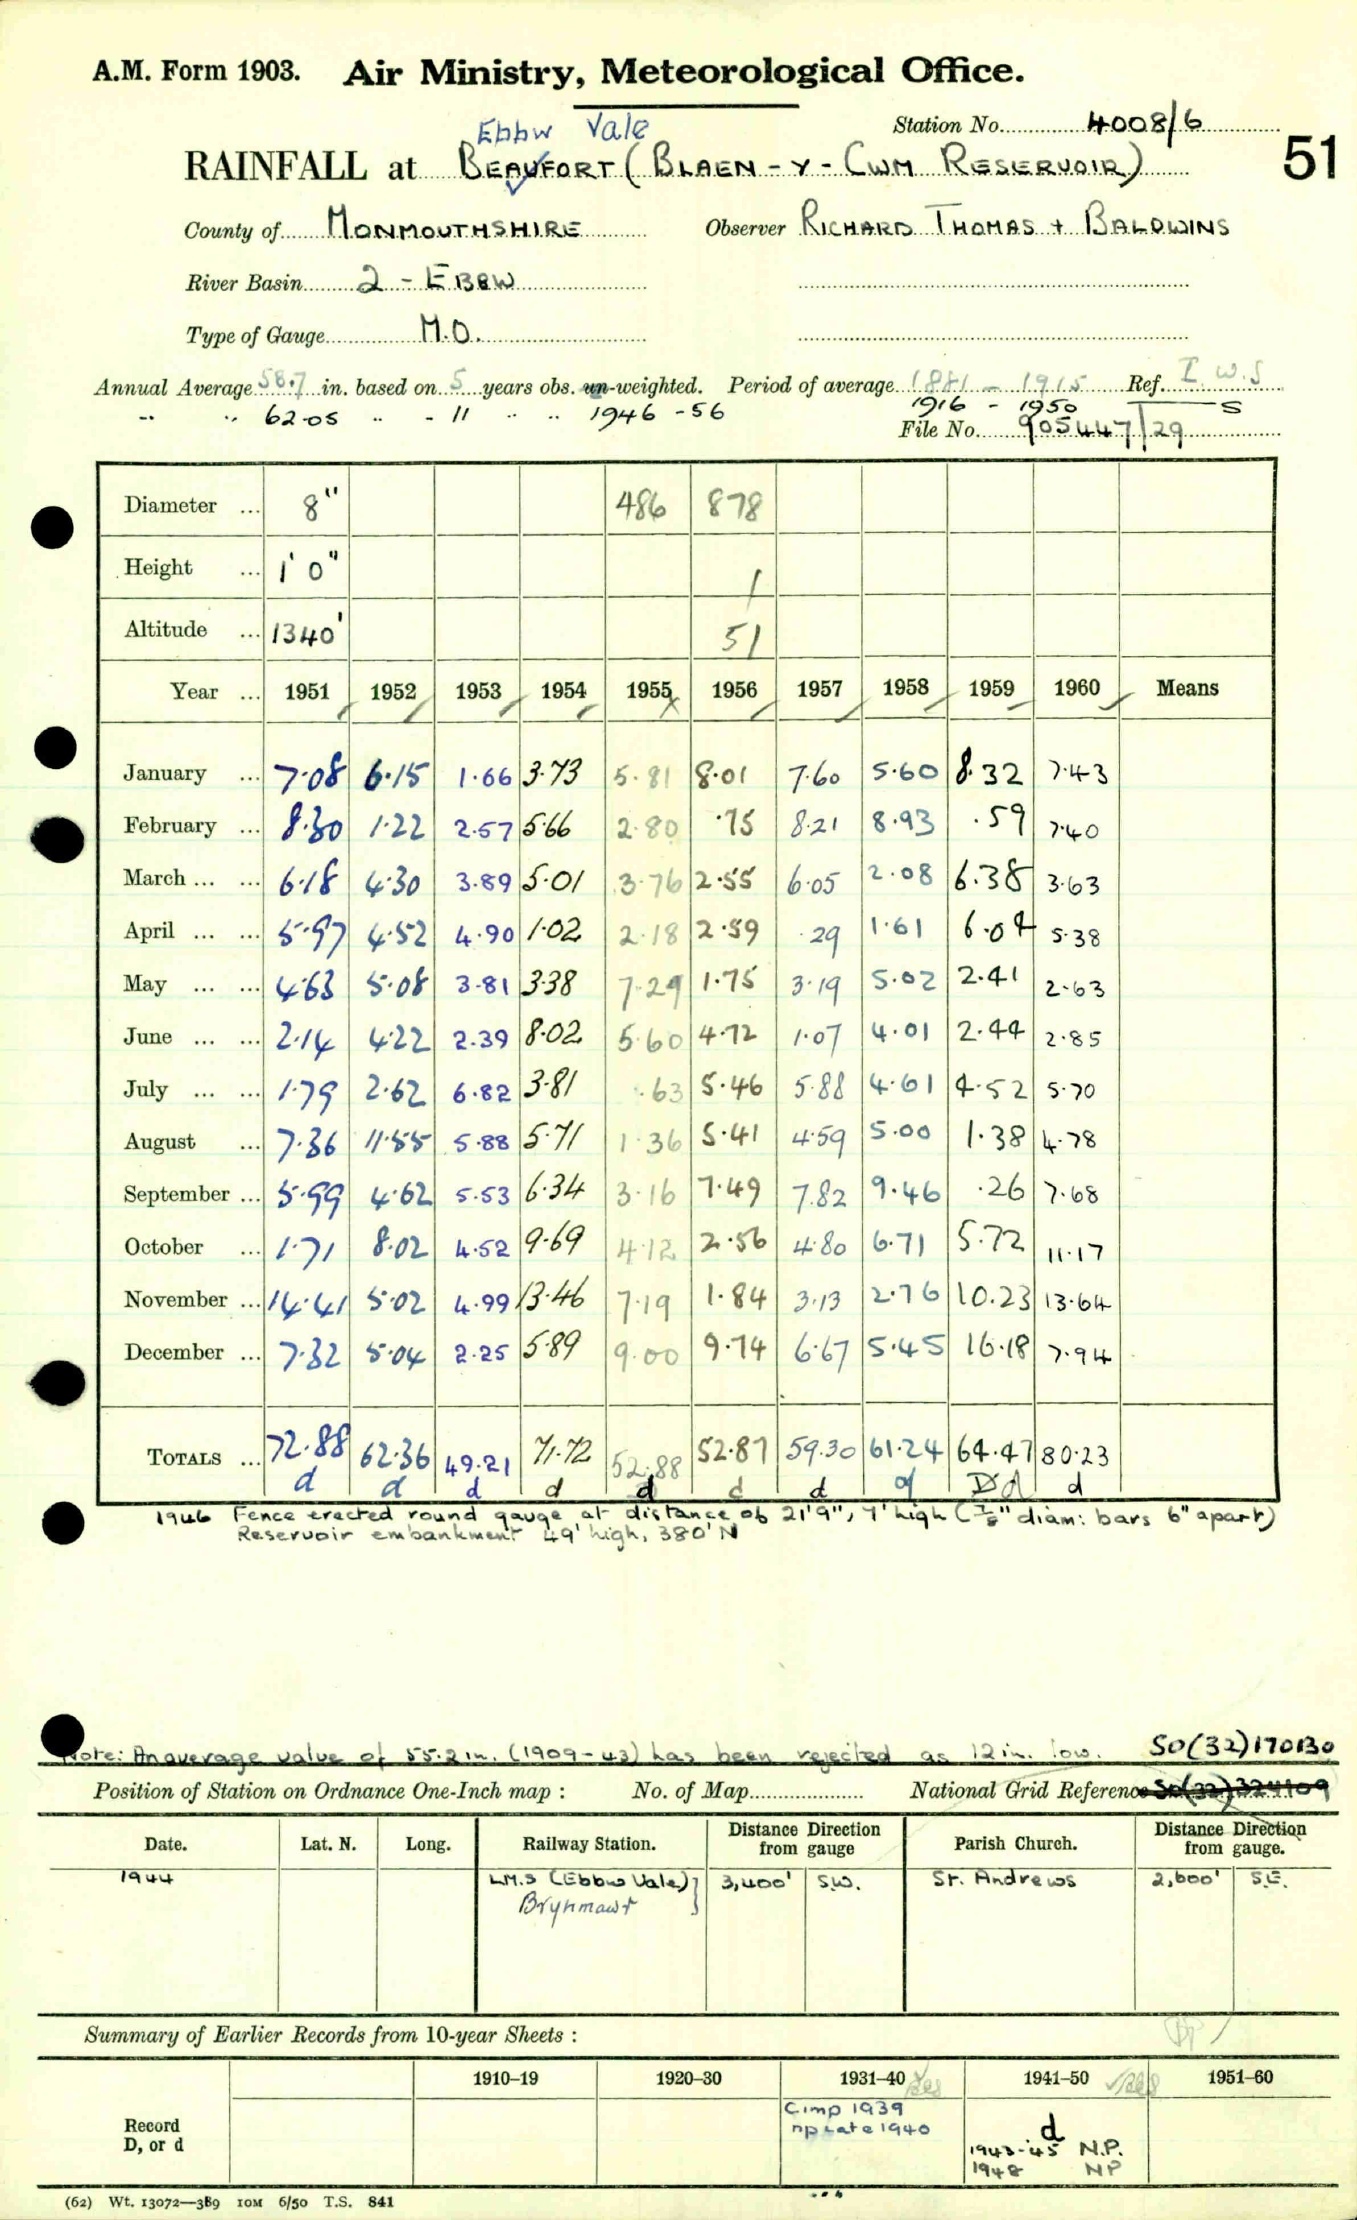 A.M. Form 1903. Air Ministry, Meteorological Office.
Station No. 4008/6
Ebbw Vale
RAINFALL at BEAUFORT (BLAEN-Y-CWM RESERVOIR) 51
County of MONMOUTHSHIRE Observer RICHARD THOMAS + BALDWINS
River Basin 2 - EBBW
Type of Gauge M.O.
Annual Average 58.7 in. based on 5 years obs. un-weighted. Period of average 1881 - 1915 Ref. I.W.S
" " 62.05 " - 11 " " 1946-56 1916 - 1950 S
File No. 905447/29
Diameter ... 8" 486 878
Height ... 1' 0" 1
Altitude ... 1340' 51
Year ... 1951 1952 1953 1954 1955 1956 1957 1958 1959 1960 Means
January ... 7.08 6.15 1.66 3.73 5.81 8.01 7.60 5.60 8.32 7.43
February ... 8.30 1.22 2.57 5.66 2.80 .75 8.21 8.93 .59 7.40
March ... ... 6.18 4.30 3.89 5.01 3.76 2.55 6.05 2.08 6.38 3.63
April ... ... 5.97 4.52 4.90 1.02 2.18 2.59 .29 1.61 6.04 5.38
May ... ... 4.63 5.08 3.81 3.38 7.29 1.75 3.19 5.02 2.41 2.63
June ... ... 2.14 4.22 2.39 8.02 5.60 4.72 1.07 4.01 2.44 2.85
July ... ... 1.79 2.62 6.82 3.81 .63 5.46 5.88 4.61 4.52 5.70
August ... 7.36 11.55 5.88 5.71 1.36 5.41 4.59 5.00 1.38 4.78
September ... 5.99 4.62 5.53 6.34 3.16 7.49 7.82 9.46 .26 7.68
October ... 1.71 8.02 4.52 9.69 4.12 2.56 4.80 6.71 5.72 11.17
November ... 14.41 5.02 4.99 13.46 7.19 1.84 3.13 2.76 10.23 13.64
December ... 7.32 5.04 2.25 5.89 9.00 9.74 6.67 5.45 16.18 7.94
TOTALS ... 72.88 62.36 49.21 71.72 52.88 52.87 59.30 61.24 64.47 80.23
d d d d d d d d Dd d
1946 Fence erected round gauge at distance of 21'9", 7' high (7/8" diam: bars 6" apart)
Reservoir embankment 49' high, 380' N
Note: An average value of 55.2 in. (1909-43) has been rejected as 12 in. low. SO(32)170130
Position of Station on Ordnance One-Inch map : No. of Map National Grid Reference SO(32)324109
Date. Lat. N. Long. Railway Station. Distance from Direction gauge Parish Church. Distance from Direction gauge.
1944 L.M.S (Ebbw Vale) 3,400' S.W. St. Andrews 2,600' S.E.
Brynmawr
Summary of Earlier Records from 10-year Sheets :
1910–19 1920–30 1931–40 1941–50 1951–60
Record
D, or d
Cimp 1939
np late 1940
d
1943-45 N.P.
1948 NP
(62) Wt. 13072—3B9 10M 6/50 T.S. 841